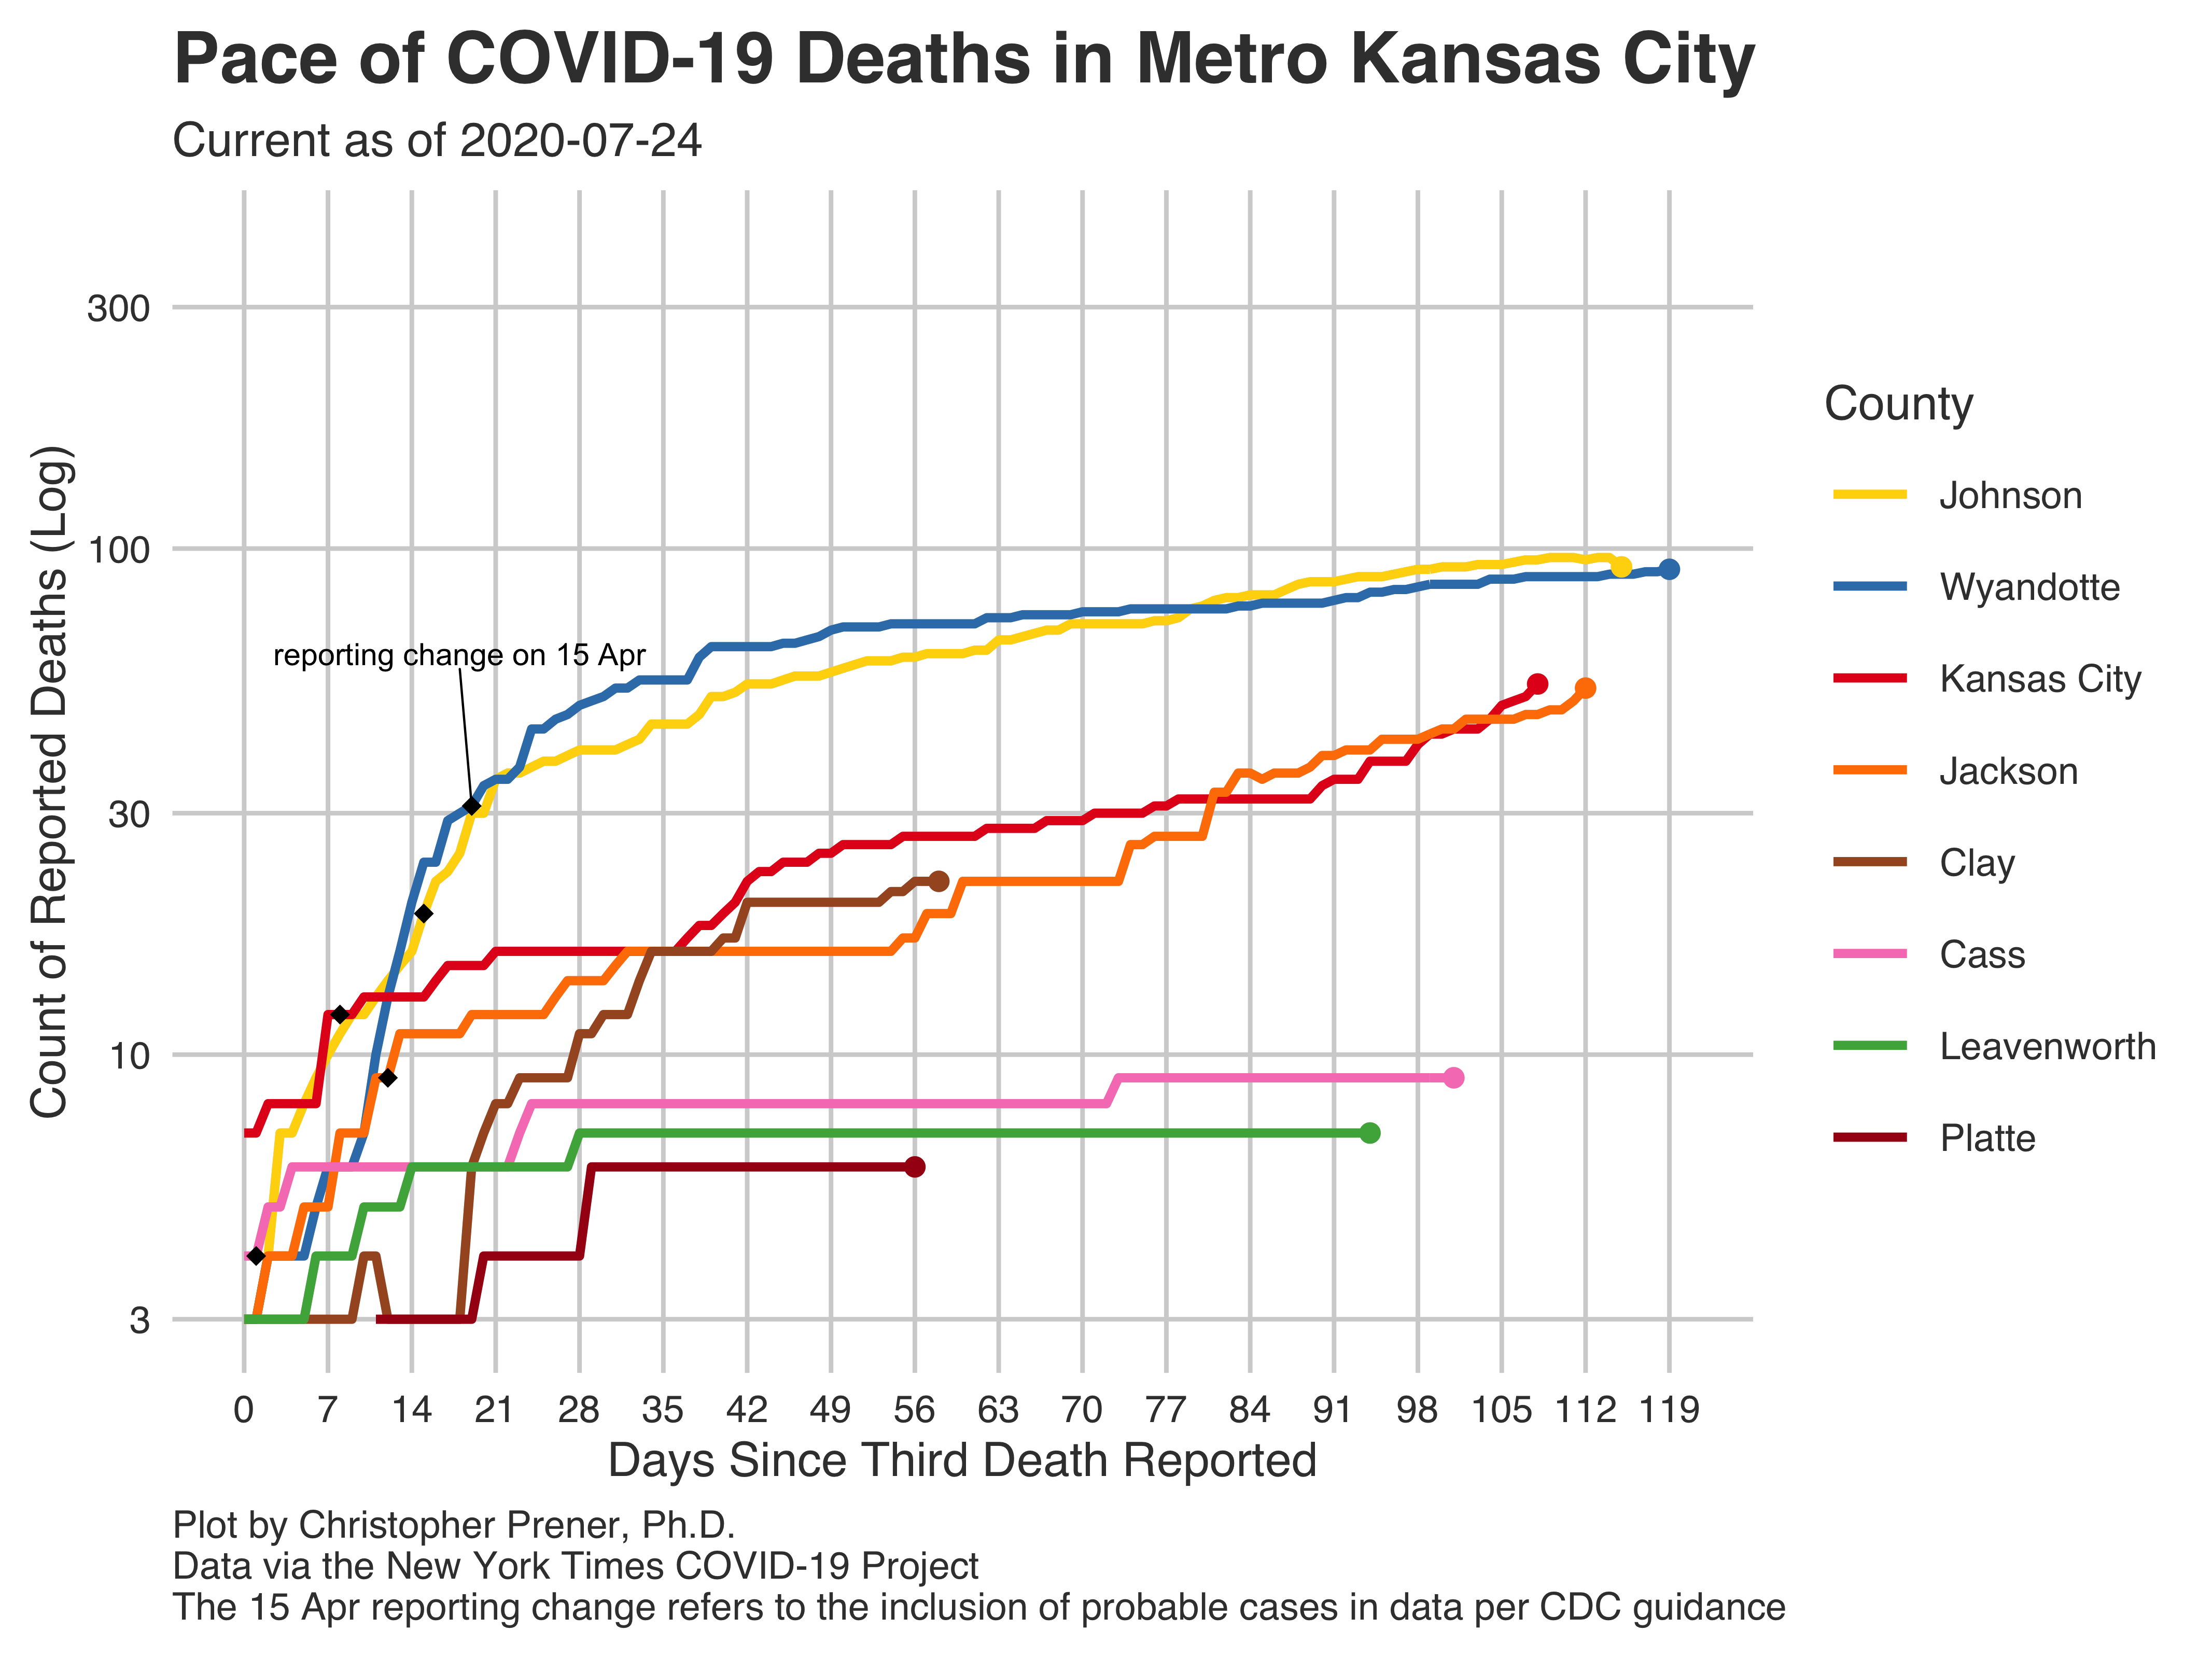 Pace of COVID-19 Deaths in Metro Kansas City
Current as of 2020-07-24
Count of Reported Deaths (Log)
300
100
30
10
3
reporting change on 15 Apr
0 7 14 21 28 35 42 49 56 63 70 77 84 91 98 105 112 119
Days Since Third Death Reported
County
Johnson
Wyandotte
Kansas City
Jackson
Clay
Cass
Leavenworth
Platte
Plot by Christopher Prener, Ph.D.
Data via the New York Times COVID-19 Project
The 15 Apr reporting change refers to the inclusion of probable cases in data per CDC guidance